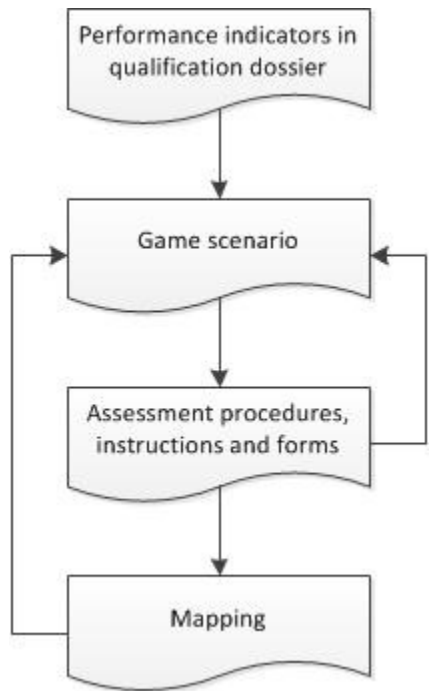 Performance indicators in
qualification dossier
Game scenario
Assessment procedures,
instructions and forms
Mapping